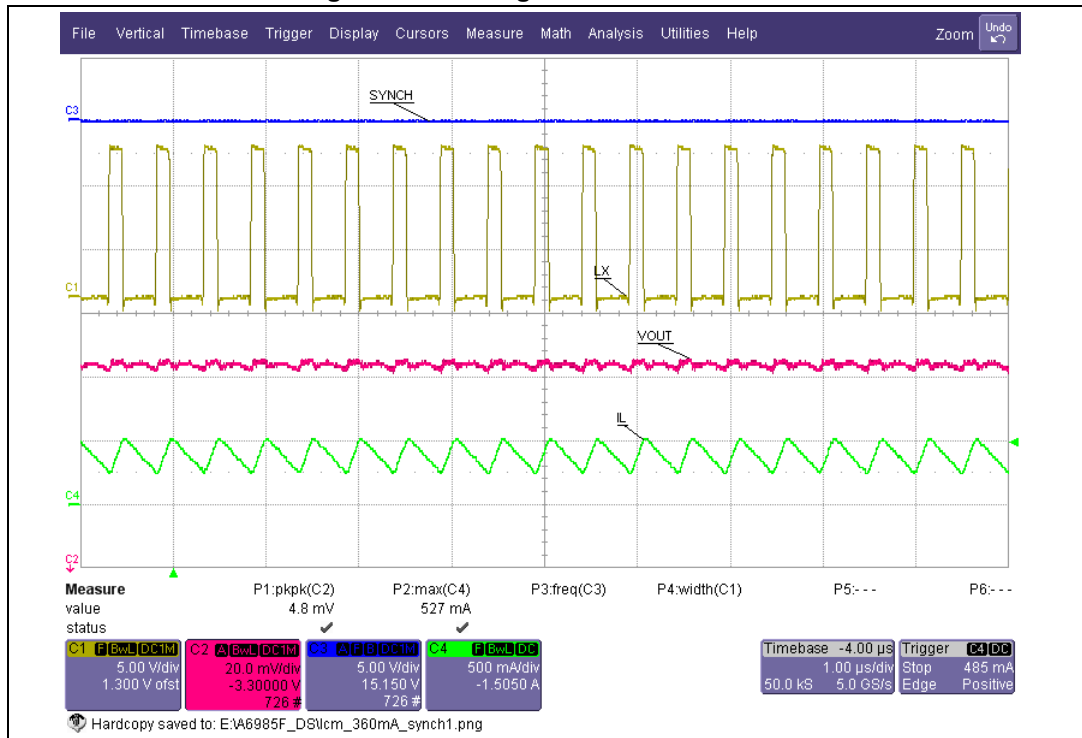 File Vertical Timebase Trigger Display Cursors Measure Math Analysis Utilities Help Zoom Undo
C3
SYNCH
C1
LX
VOUT
IL
C4
C2
Measure P1:pkpk(C2) P2:max(C4) P3:freq(C3) P4:width(C1) P5:- - - P6:- - -
value 4.8 mV 527 mA
status
C1 F BwL DC1M C2 A BwL DC1M C3 A F B DC1M C4 F BwL DC Timebase -4.00 µs Trigger C4 DC
5.00 V/div 20.0 mV/div 5.00 V/div 500 mA/div 1.00 µs/div Stop 485 mA
1.300 V ofst -3.30000 V 15.150 V -1.5050 A 50.0 kS 5.0 GS/s Edge Positive
726 # 726 #
Hardcopy saved to: E:\A6985F_DS\lcm_360mA_synch1.png